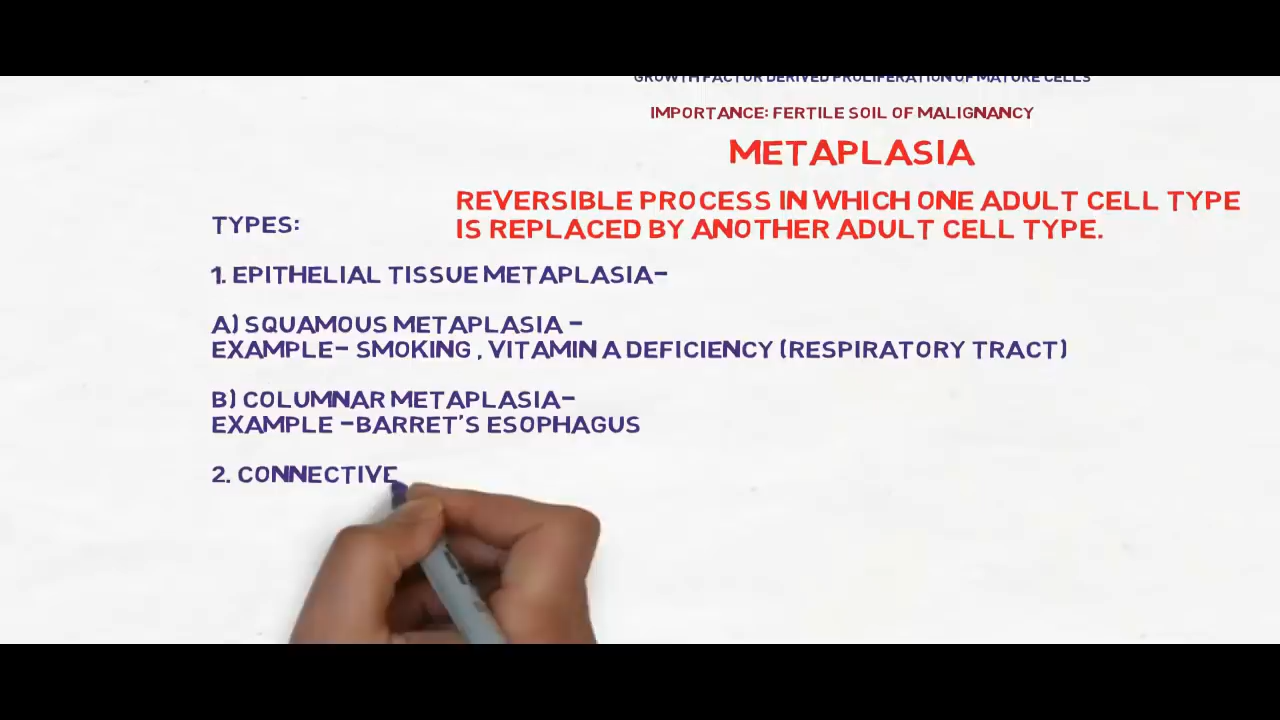 GROWTH FACTOR DERIVED PROLIFERATION OF MATURE CELLS
IMPORTANCE: FERTILE SOIL OF MALIGNANCY
METAPLASIA
REVERSIBLE PROCESS IN WHICH ONE ADULT CELL TYPE
IS REPLACED BY ANOTHER ADULT CELL TYPE.
TYPES:
1. EPITHELIAL TISSUE METAPLASIA-
A) SQUAMOUS METAPLASIA -
EXAMPLE- SMOKING , VITAMIN A DEFICIENCY (RESPIRATORY TRACT)
B) COLUMNAR METAPLASIA-
EXAMPLE -BARRET'S ESOPHAGUS
2. CONNECTIVE